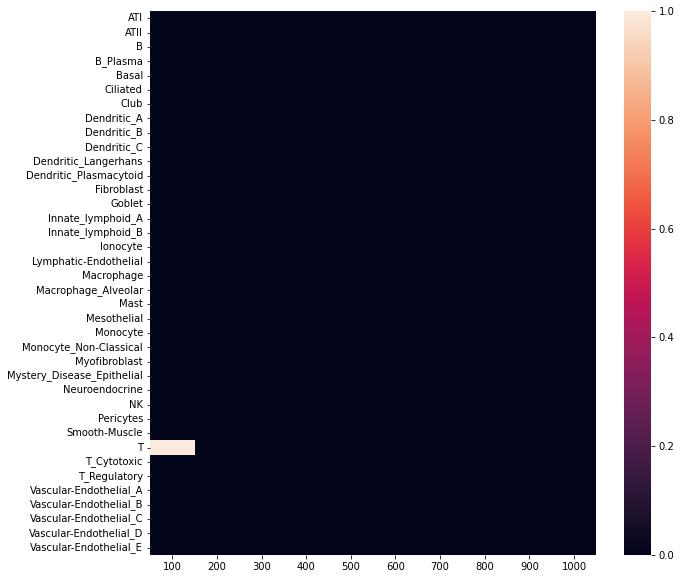 ATI
ATII
B
B_Plasma
Basal
Ciliated
Club
Dendritic_A
Dendritic_B
Dendritic_C
Dendritic_Langerhans
Dendritic_Plasmacytoid
Fibroblast
Goblet
Innate_lymphoid_A
Innate_lymphoid_B
Ionocyte
Lymphatic-Endothelial
Macrophage
Macrophage_Alveolar
Mast
Mesothelial
Monocyte
Monocyte_Non-Classical
Myofibroblast
Mystery_Disease_Epithelial
Neuroendocrine
NK
Pericytes
Smooth-Muscle
T
T_Cytotoxic
T_Regulatory
Vascular-Endothelial_A
Vascular-Endothelial_B
Vascular-Endothelial_C
Vascular-Endothelial_D
Vascular-Endothelial_E
100 200 300 400 500 600 700 800 900 1000
1.0
0.8
0.6
0.4
0.2
0.0